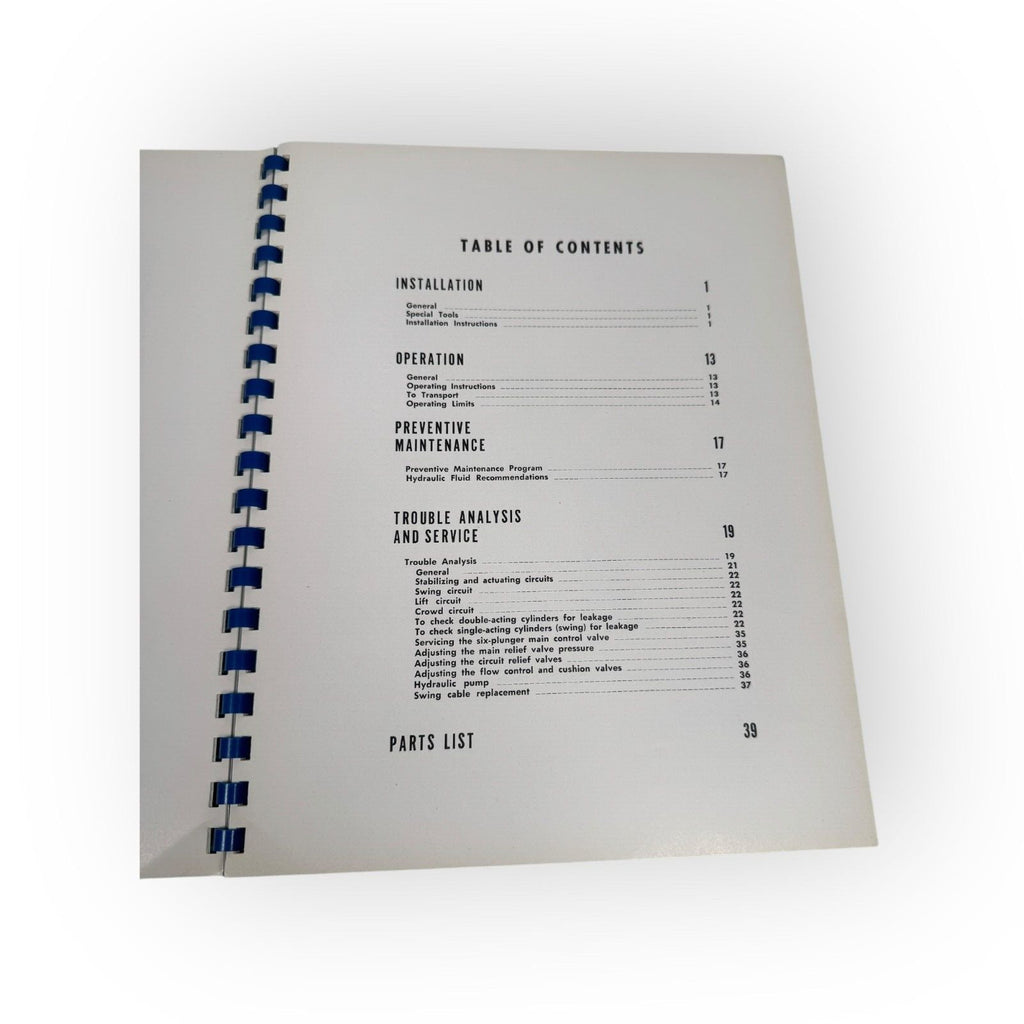 TABLE OF CONTENTS
INSTALLATION 1
General 1
Special Tools 1
Installation Instructions 1
OPERATION 13
General 13
Operating Instructions 13
To Transport 13
Operating Limits 14
PREVENTIVE
MAINTENANCE 17
Preventive Maintenance Program 17
Hydraulic Fluid Recommendations 17
TROUBLE ANALYSIS
AND SERVICE 19
Trouble Analysis 19
General 21
Stabilizing and actuating circuits 22
Swing circuit 22
Lift circuit 22
Crowd circuit 22
To check double-acting cylinders for leakage 22
To check single-acting cylinders (swing) for leakage 22
Servicing the six-plunger main control valve 35
Adjusting the main relief valve pressure 35
Adjusting the circuit relief valves 36
Adjusting the flow control and cushion valves 36
Hydraulic pump 36
Swing cable replacement 37
PARTS LIST 39